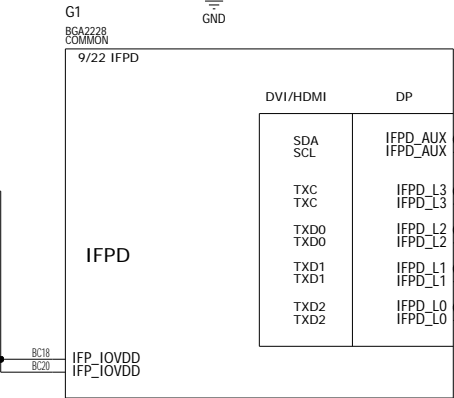 G1
GND
BGA2228
COMMON
9/22 IFPD
DVI/HDMI DP
SDA IFPD_AUX
SCL IFPD_AUX
TXC IFPD_L3
TXC IFPD_L3
TXD0 IFPD_L2
TXD0 IFPD_L2
IFPD
TXD1 IFPD_L1
TXD1 IFPD_L1
TXD2 IFPD_L0
TXD2 IFPD_L0
BC18 IFP_IOVDD
BC20 IFP_IOVDD